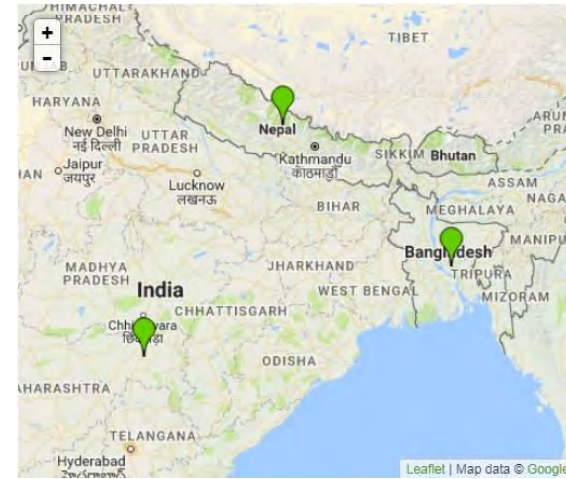 HIMACHAL
PRADESH
+
-
TIBET
UTTARAKHAND
HARYANA
New Delhi
नई दिल्ली
UTTAR
PRADESH
Nepal
Kathmandu
काठमाडौँ
SIKKIM
Bhutan
Jaipur
जयपुर
Lucknow
लखनऊ
ASSAM
BIHAR
MEGHALAYA
MADHYA
PRADESH
JHARKHAND
TRIPURA
India
WEST BENGAL
MIZORAM
CHHATTISGARH
ODISHA
TELANGANA
Hyderabad
Leaflet | Map data © Google